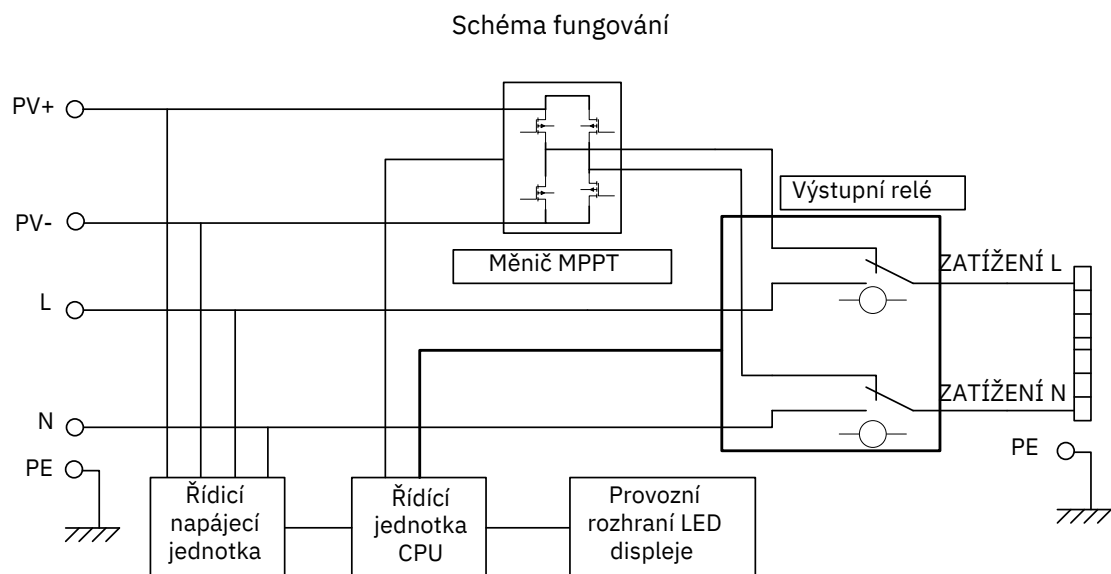 Schéma fungování
PV+
PV-
Výstupní relé
Měnič MPPT
ZATÍŽENÍ L
L
ZATÍŽENÍ N
N
PE
PE
Řídicí
napájecí
jednotka
Řídící
jednotka
CPU
Provozní
rozhraní LED
displeje